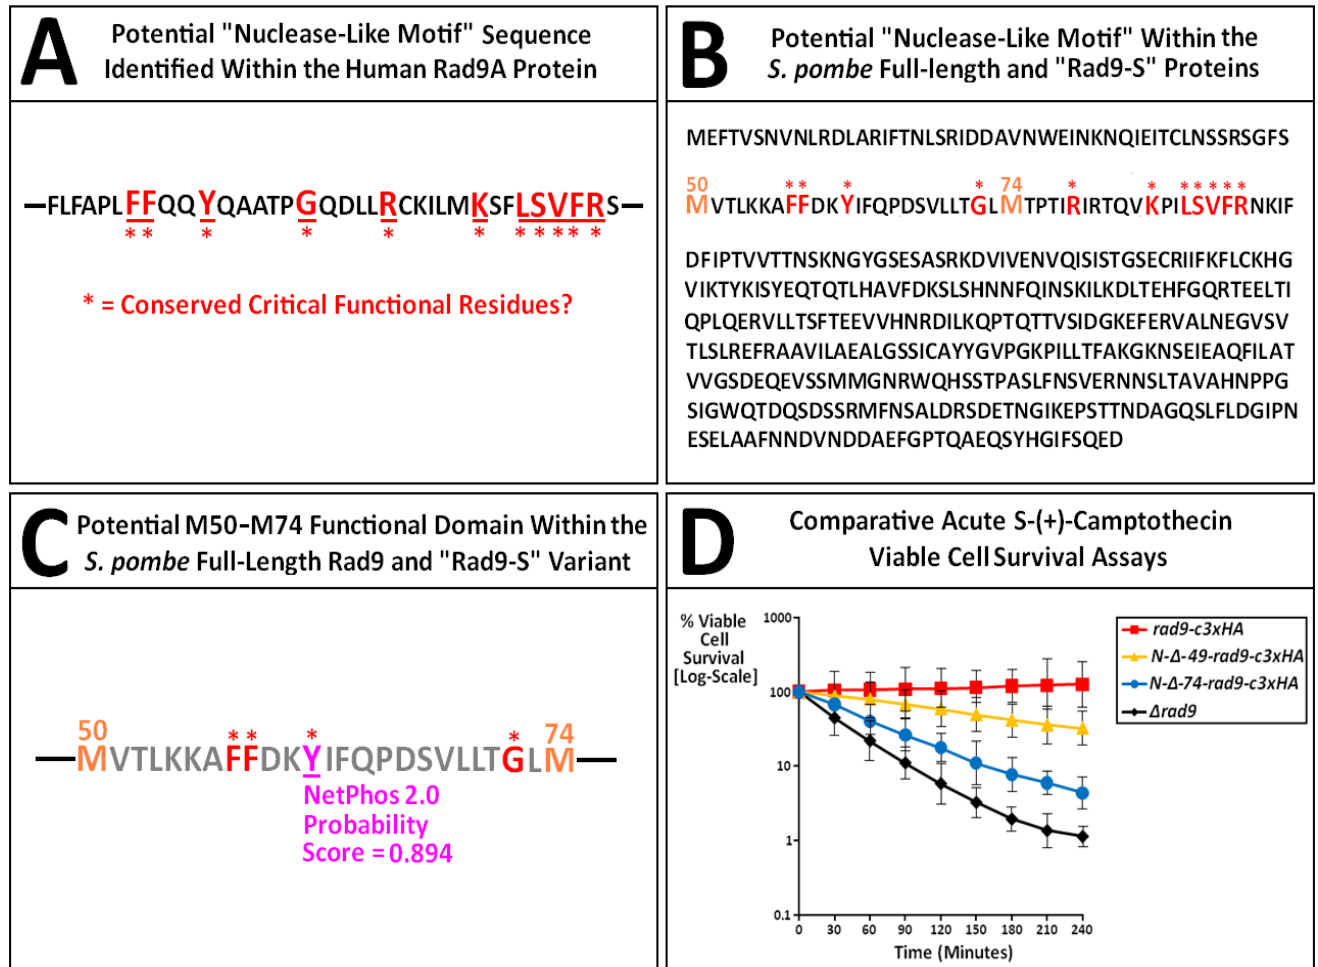 A
Potential "Nuclease-Like Motif" Sequence
Identified Within the Human Rad9A Protein
FLFAPLFFQQYQAATPGQDLLRCKILMKSFLSVFRS
* * * * * * * * * * *
* = Conserved Critical Functional Residues?
B
Potential "Nuclease-Like Motif" Within the
S. pombe Full-length and "Rad9-S" Proteins
MEFTVSNVNLRDLARIFTNLSRIDDAVNWEINKNQIEITCLNSSRSGFS
50 ** * * 74 * * *****
MVTLKKAFFDKYIFQPDSVLLTGLMTPTIRIRTQVKPILSVFRNKIF
DFIPTVVTTNSKNGYGSESASRKDVIVENVQISISTGSECRIIFKFLCKHG
VIKTYKISYEQTQTLHAVFDKSLSHNNFQINSKILKDLTEHFGQRTEELTI
QPLQERVLLTSFTEEVVHNRDILKQPTQTTVSIDGKEFERVALNEGVSV
TLSLREFRAAVILAEALGSSICAYYGVPGKPILLTFAKGKNSEIEAQFILAT
VVGSDEQEVSSMMGNRWQHSSTPASLFNSVERNNSLTAVAHNPPG
SIGWQTDQSDSSRMFNSALDRSDETNGIKEPSTTNDAGQSLFLDGIPN
ESELAAFNNDVNDDAEFGPTQAEQSYHGIFSQED
C
Potential M50-M74 Functional Domain Within the
S. pombe Full-Length Rad9 and "Rad9-S" Variant
50 ** * * 74
MVTLKKAFFDKYIFQPDSVLLTGLM
NetPhos 2.0
Probability
Score = 0.894
D
Comparative Acute S-(+)-Camptothecin
Viable Cell Survival Assays
% Viable
Cell
Survival
[Log-Scale]
1000
100
10
1
0.1
0 30 60 90 120 150 180 210 240
Time (Minutes)
rad9-c3xHA
N-Δ-49-rad9-c3xHA
N-Δ-74-rad9-c3xHA
Δrad9